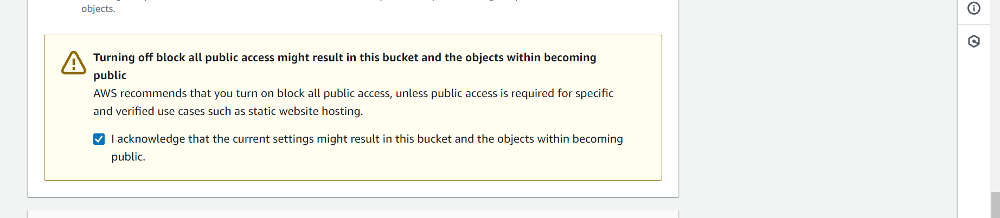 objects.
Turning off block all public access might result in this bucket and the objects within becoming
public
AWS recommends that you turn on block all public access, unless public access is required for specific
and verified use cases such as static website hosting.
I acknowledge that the current settings might result in this bucket and the objects within becoming
public.